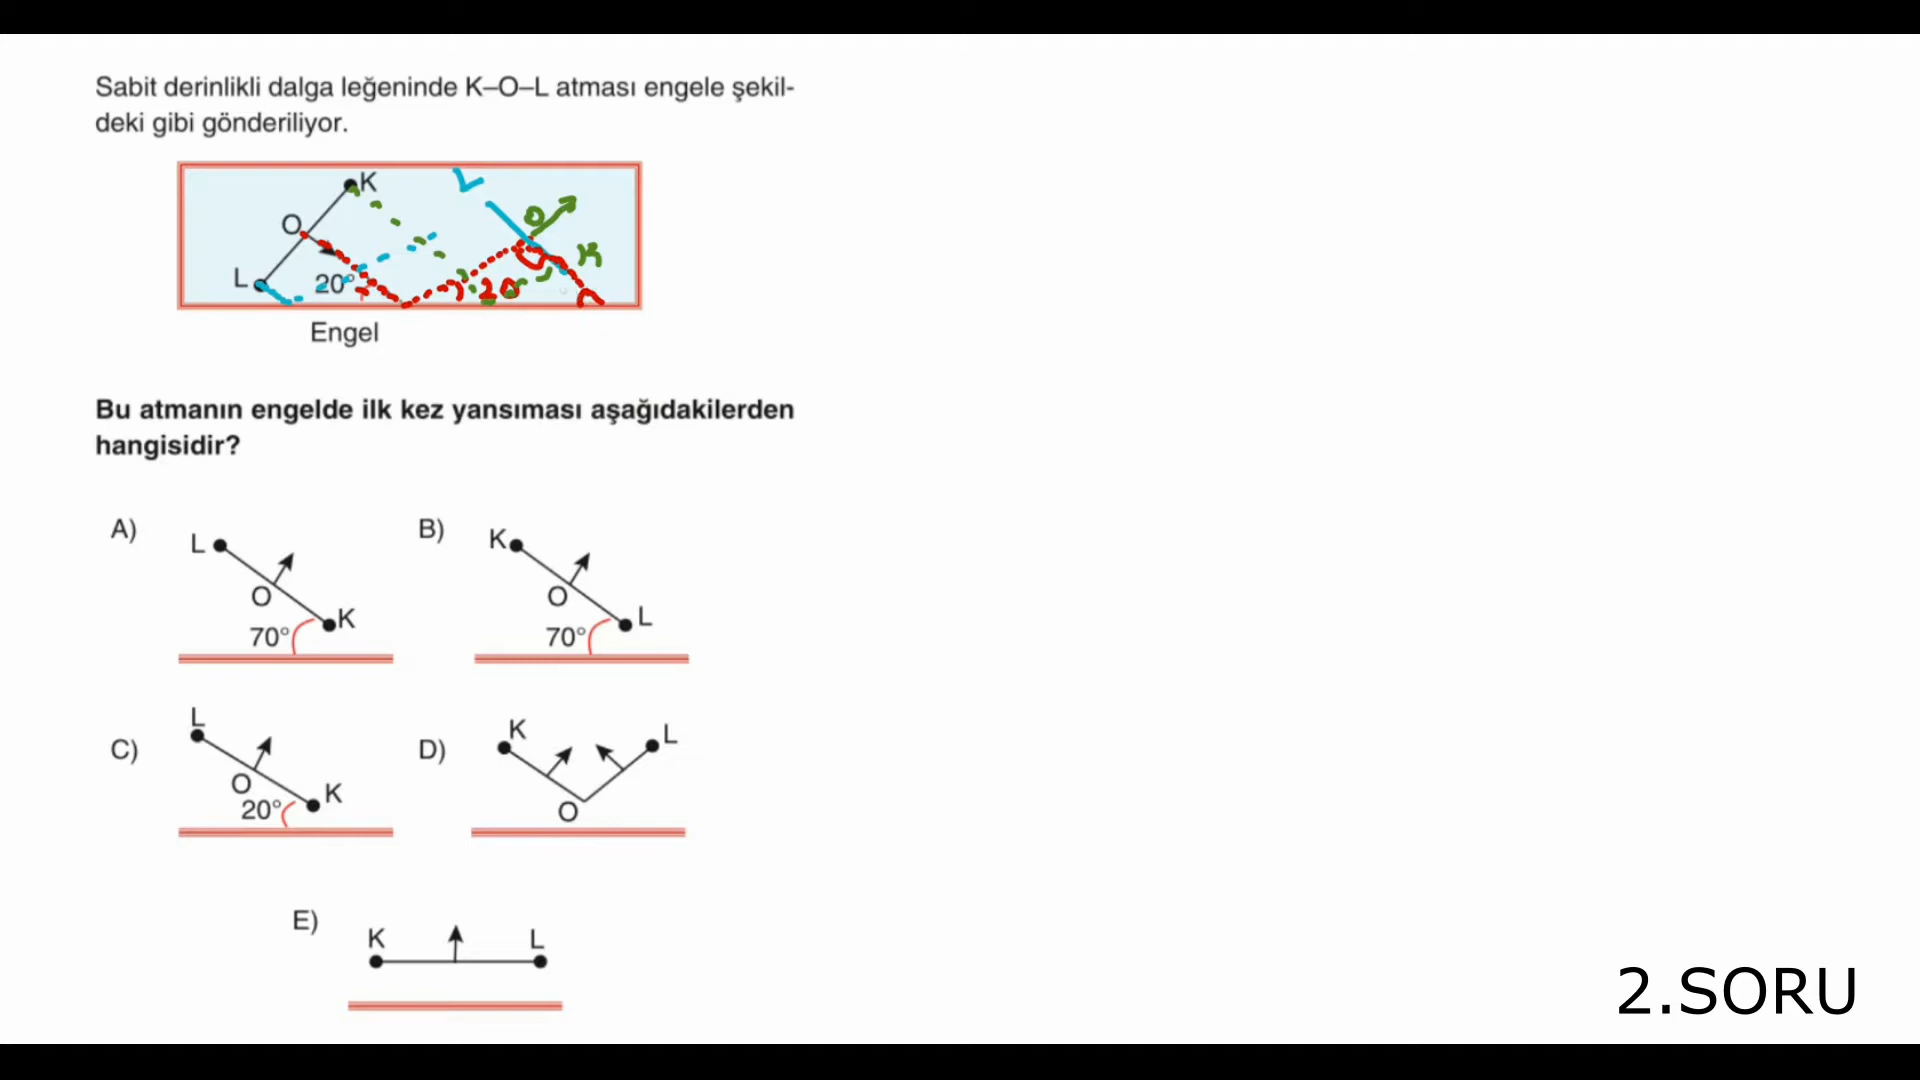 Sabit derinlikli dalga leğeninde K–O–L atması engele şekil-
deki gibi gönderiliyor.
K
L
O
O
K
L
20°
20
Engel
Bu atmanın engelde ilk kez yansıması aşağıdakilerden
hangisidir?
A)
L
O
K
70°
B)
K
O
L
70°
C)
L
O
K
20°
D)
K
L
O
E)
K
L
2.SORU